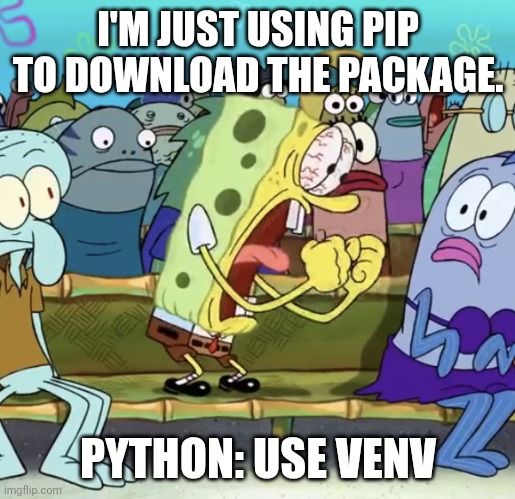 I'M JUST USING PIP
TO DOWNLOAD THE PACKAGE.
PYTHON: USE VENV
imgflip.com